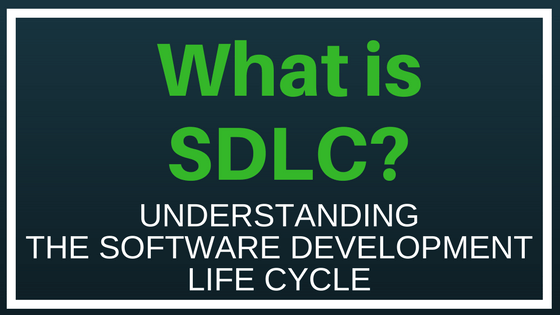 What is
SDLC?
UNDERSTANDING
THE SOFTWARE DEVELOPMENT
LIFE CYCLE